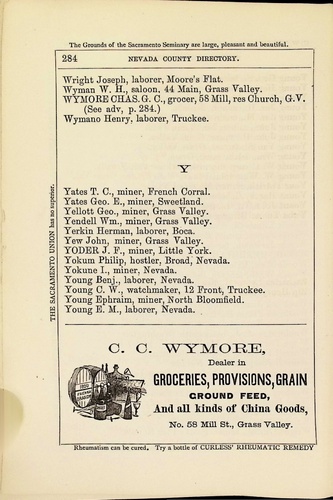 The Grounds of the Sacramento Seminary are large, pleasant and beautiful.
284 NEVADA COUNTY DIRECTORY.
Wright Joseph, laborer, Moore's Flat.
Wyman W. H., saloon, 44 Main, Grass Valley.
WYMORE CHAS. G. C., grocer, 58 Mill, res Church, G.V.
(See adv, p. 284.)
Wymano Henry, laborer, Truckee.
Y
Yates T. C., miner, French Corral.
Yates Geo. E., miner, Sweetland.
Yellott Geo., miner, Grass Valley.
Yendell Wm., miner, Grass Valley.
Yerkin Herman, laborer, Boca.
Yew John, miner, Grass Valley.
YODER J. F., miner, Little York.
Yokum Philip, hostler, Broad, Nevada.
Yokune I., miner, Nevada.
Young Benj., laborer, Nevada.
Young C. W., watchmaker, 12 Front, Truckee.
Young Ephraim, miner, North Bloomfield.
Young E. M., laborer, Nevada.
THE SACRAMENTO UNION has no superior.
C. C. WYMORE,
Dealer in
GROCERIES, PROVISIONS, GRAIN
GROUND FEED,
And all kinds of China Goods,
No. 58 Mill St., Grass Valley.
Rheumatism can be cured. Try a bottle of CURLESS' RHEUMATIC REMEDY